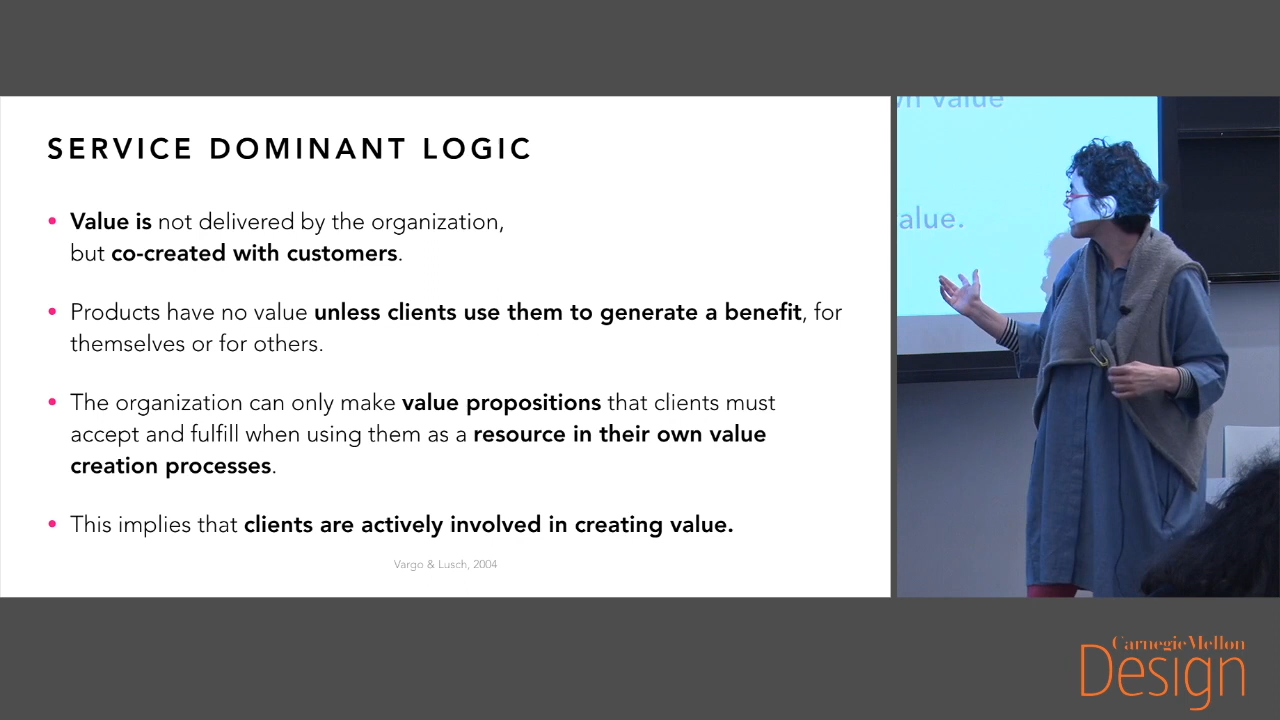 SERVICE DOMINANT LOGIC
• Value is not delivered by the organization,
but co-created with customers.
• Products have no value unless clients use them to generate a benefit, for
themselves or for others.
• The organization can only make value propositions that clients must
accept and fulfill when using them as a resource in their own value
creation processes.
• This implies that clients are actively involved in creating value.
Vargo & Lusch, 2004
wn value
alue.
Carnegie Mellon
Design